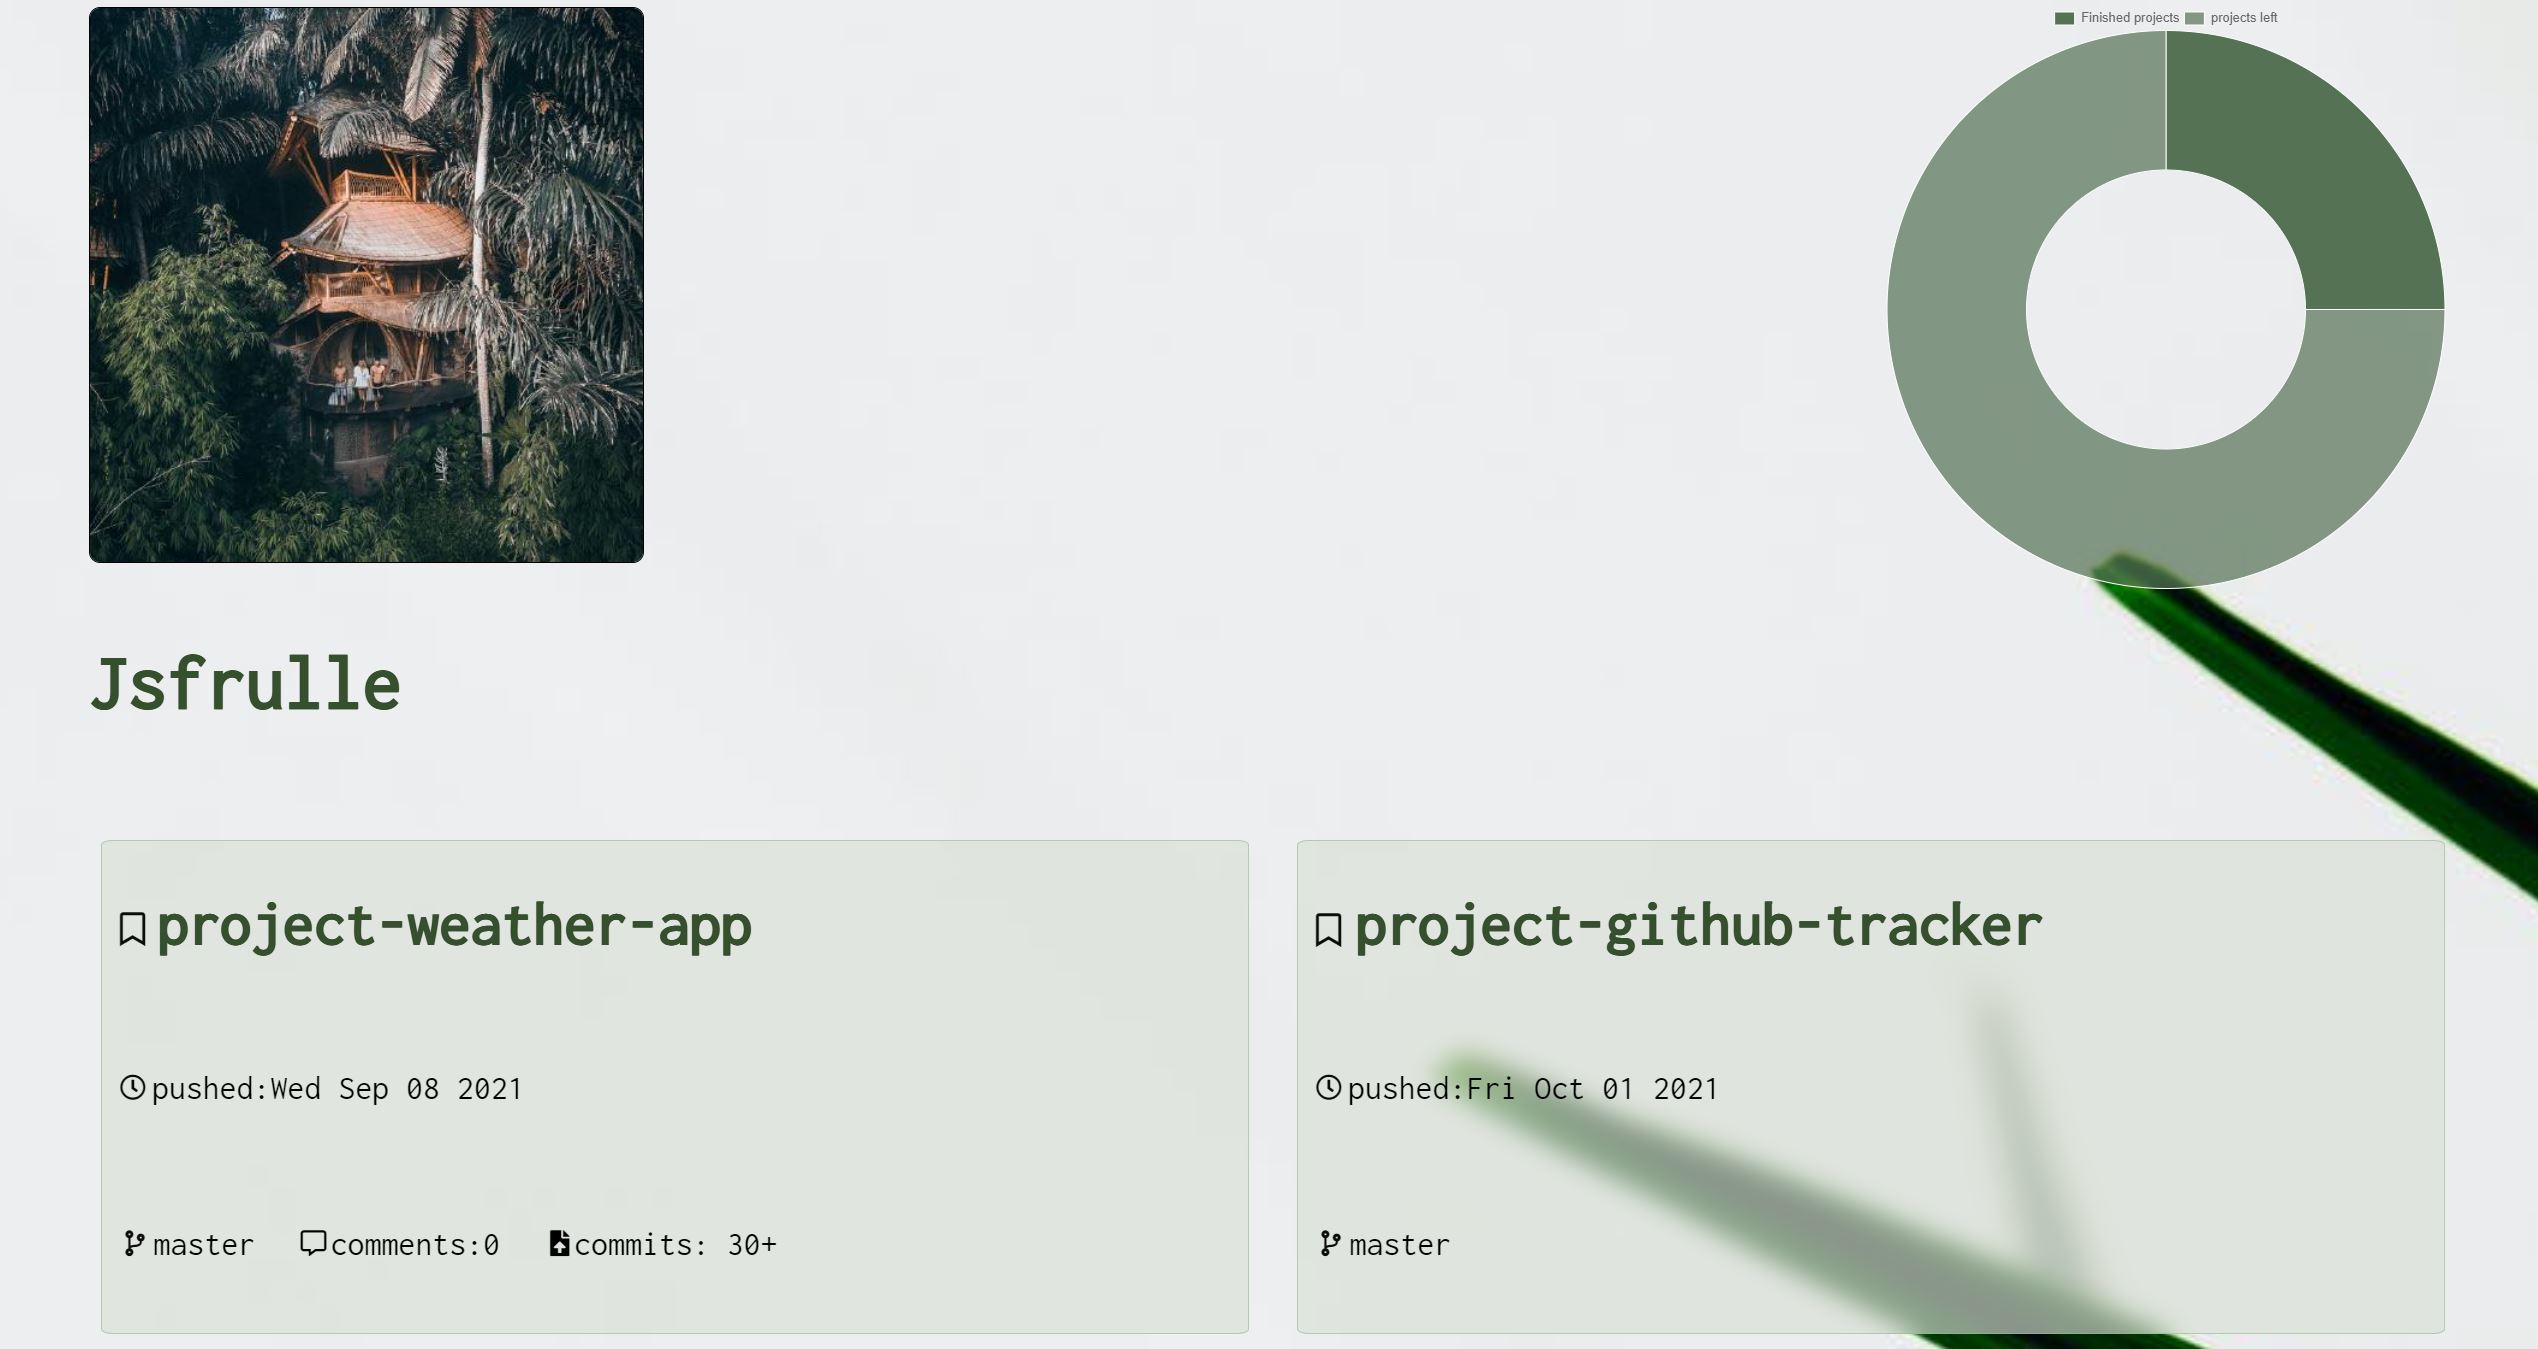 Finished projects projects left
Jsfrulle
project-weather-app
pushed:Wed Sep 08 2021
master comments:0 commits: 30+
project-github-tracker
pushed:Fri Oct 01 2021
master